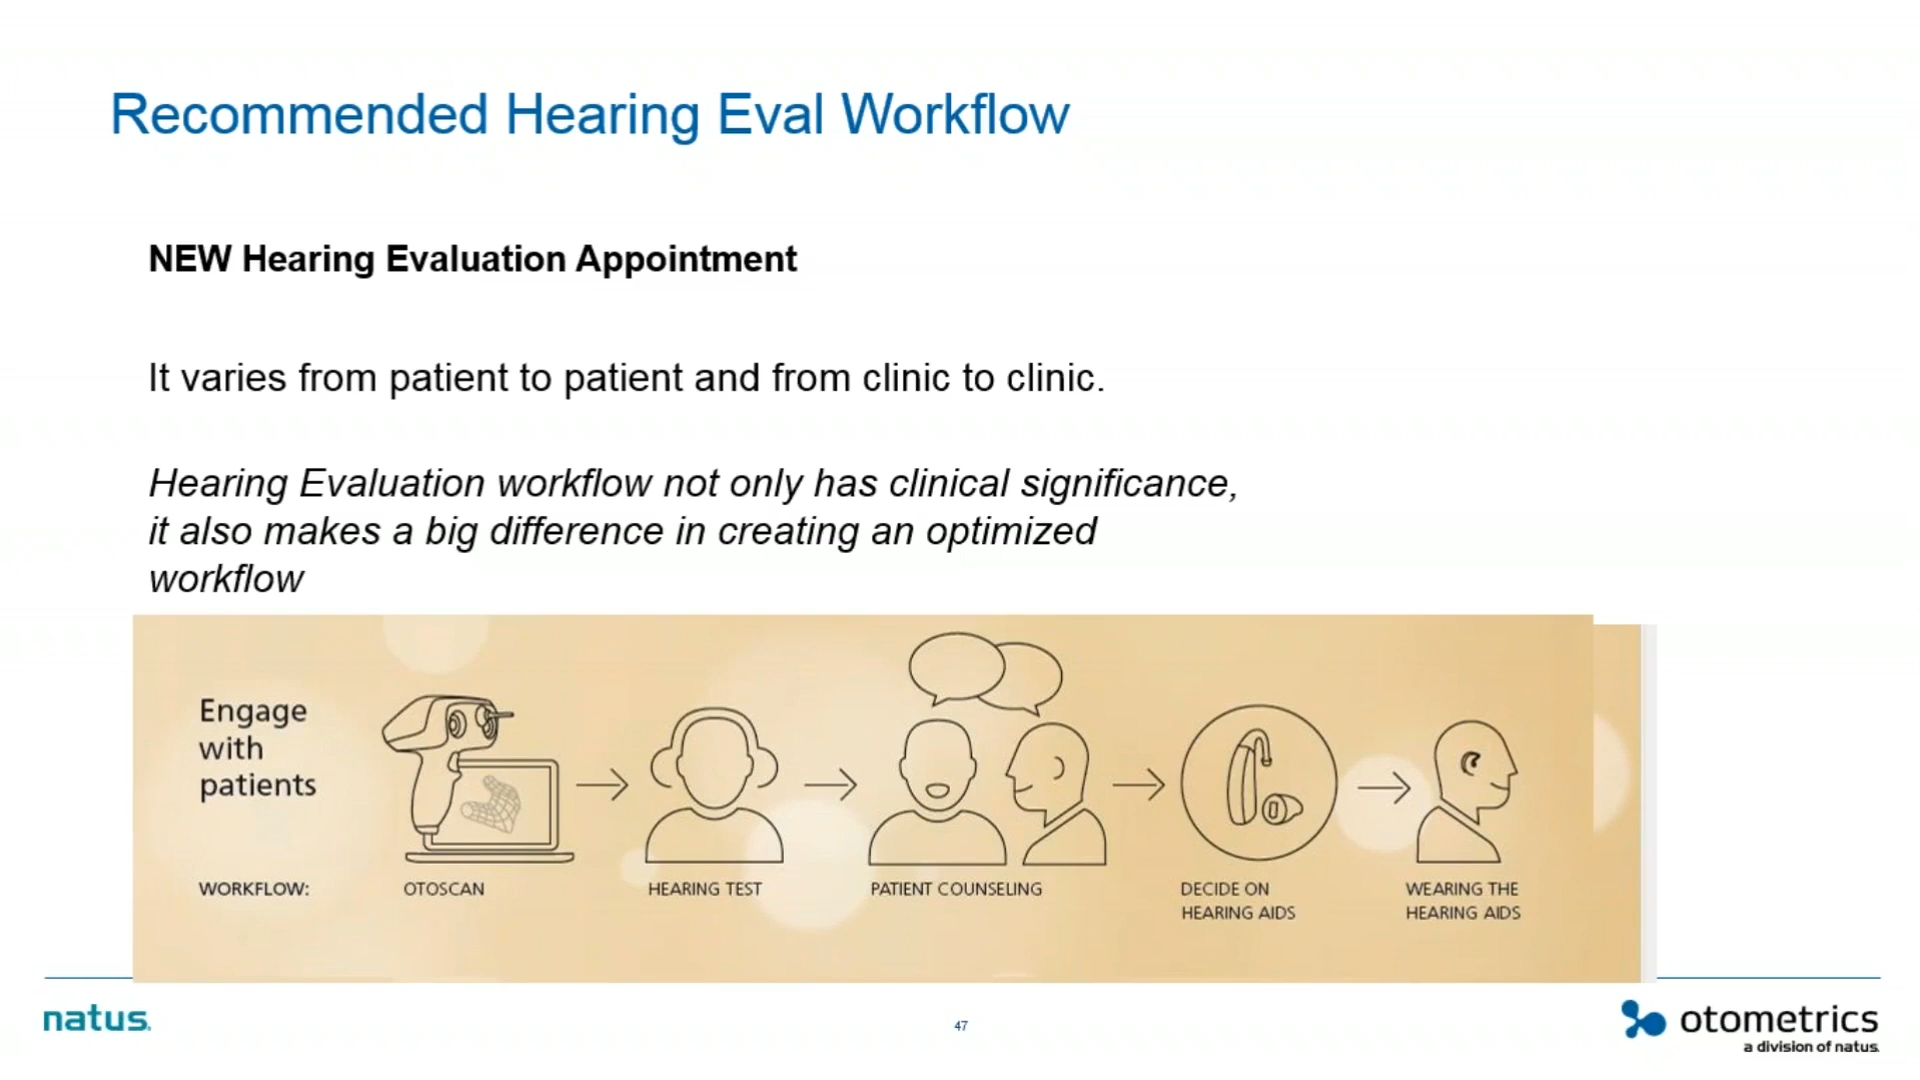 Recommended Hearing Eval Workflow
NEW Hearing Evaluation Appointment
It varies from patient to patient and from clinic to clinic.
Hearing Evaluation workflow not only has clinical significance,
it also makes a big difference in creating an optimized
workflow
Engage
with
patients
WORKFLOW:
OTOSCAN
HEARING TEST
PATIENT COUNSELING
DECIDE ON
HEARING AIDS
WEARING THE
HEARING AIDS
natus.
47
otometrics
a division of natus.